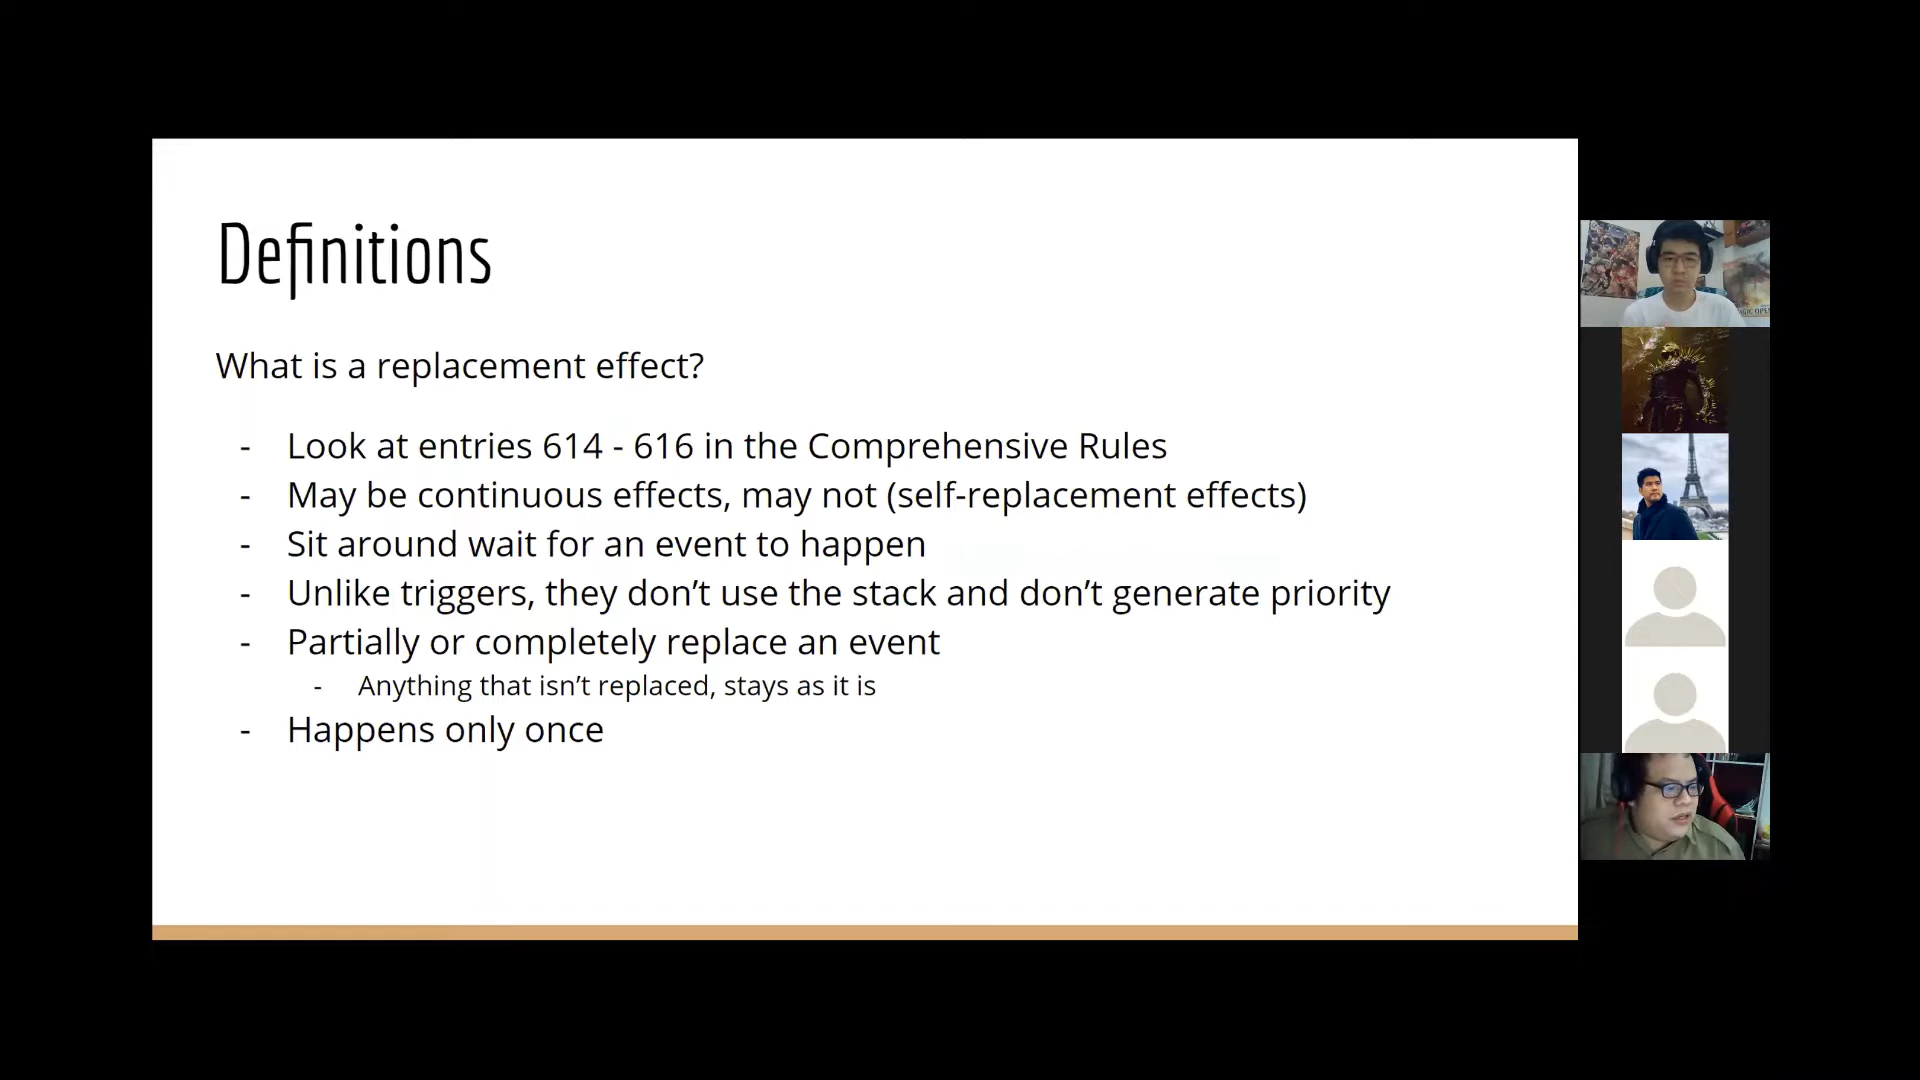 Definitions
What is a replacement effect?
- Look at entries 614 - 616 in the Comprehensive Rules
- May be continuous effects, may not (self-replacement effects)
- Sit around wait for an event to happen
- Unlike triggers, they don’t use the stack and don’t generate priority
- Partially or completely replace an event
- Anything that isn’t replaced, stays as it is
- Happens only once